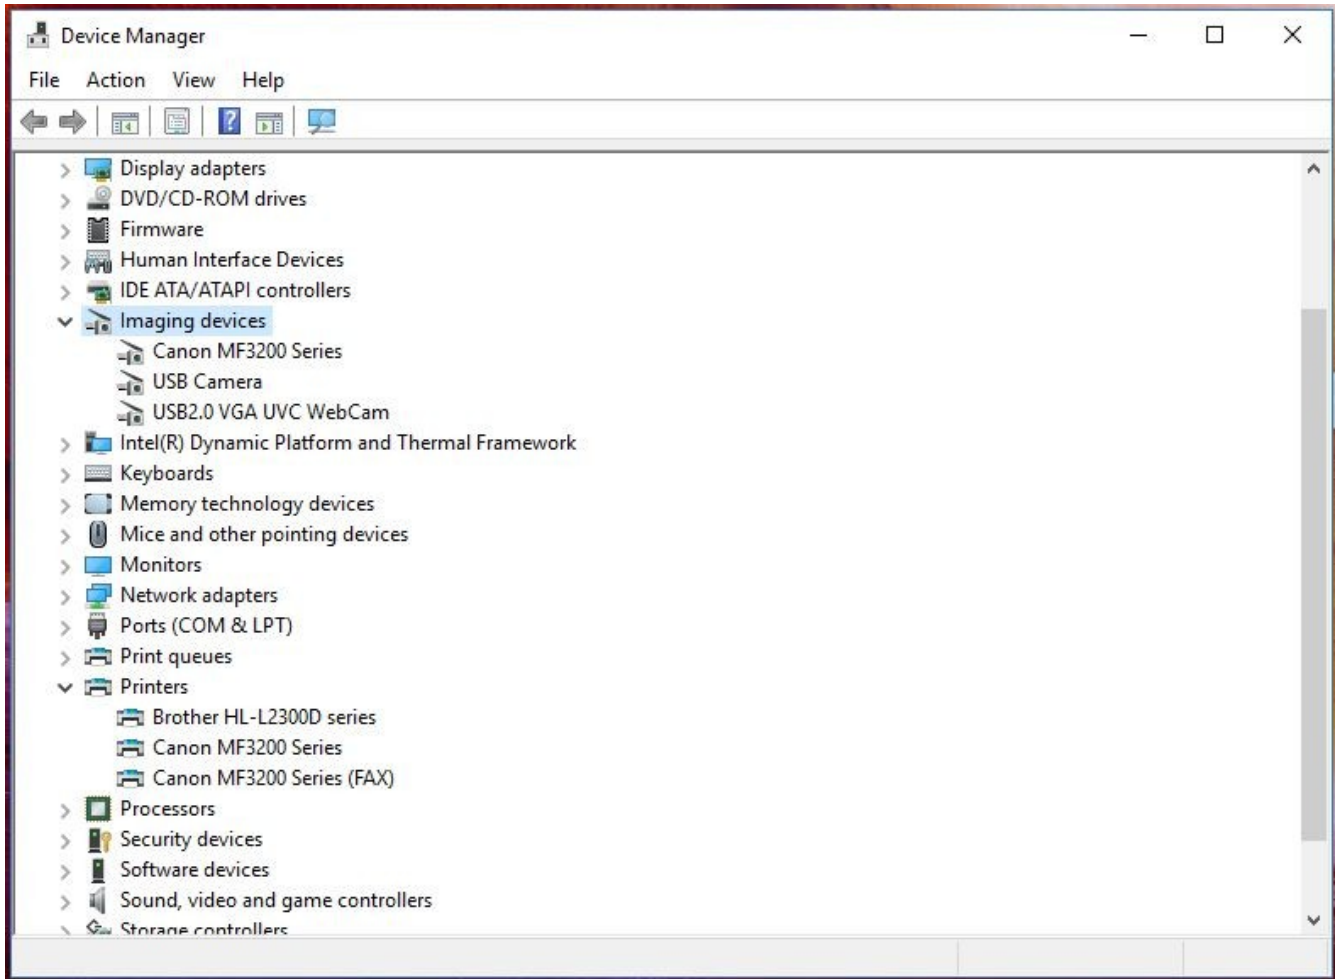 Device Manager
File Action View Help
Display adapters
DVD/CD-ROM drives
Firmware
Human Interface Devices
IDE ATA/ATAPI controllers
Imaging devices
Canon MF3200 Series
USB Camera
USB2.0 VGA UVC WebCam
Intel(R) Dynamic Platform and Thermal Framework
Keyboards
Memory technology devices
Mice and other pointing devices
Monitors
Network adapters
Ports (COM & LPT)
Print queues
Printers
Brother HL-L2300D series
Canon MF3200 Series
Canon MF3200 Series (FAX)
Processors
Security devices
Software devices
Sound, video and game controllers
Storage controllers